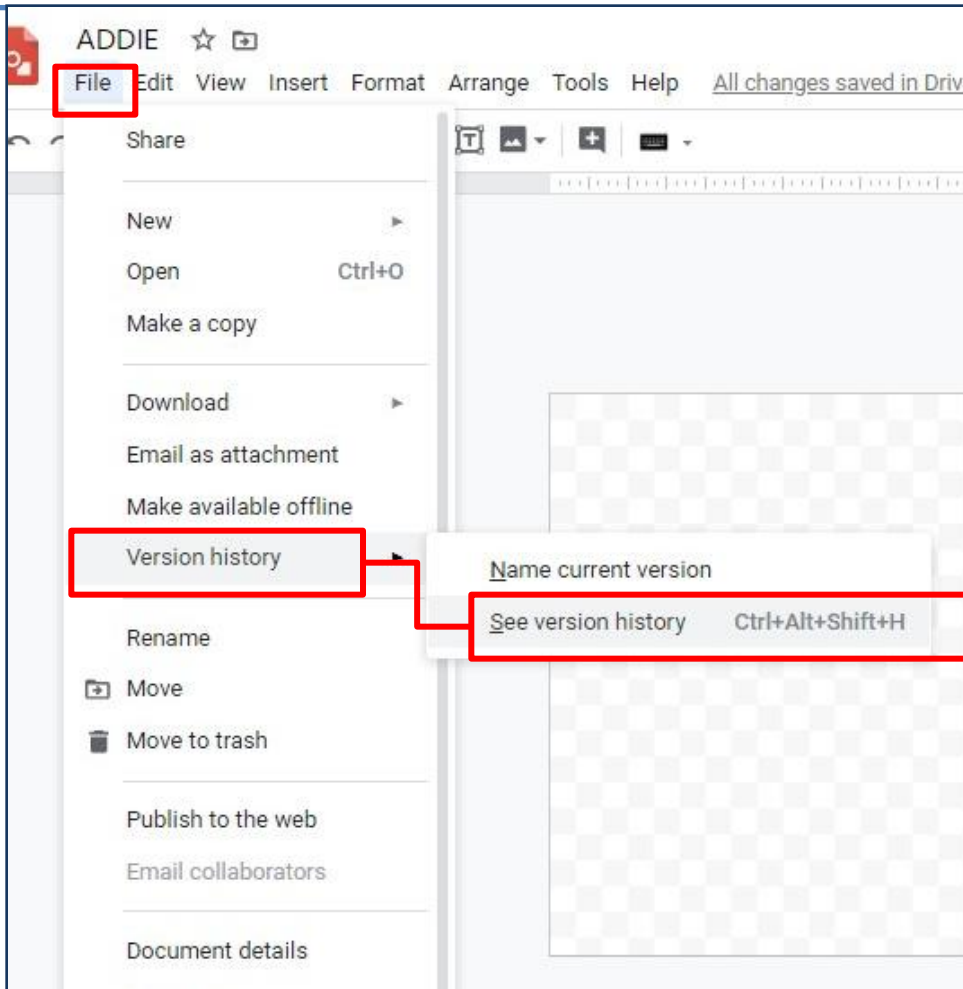 ADDIE
File Edit View Insert Format Arrange Tools Help All changes saved in Driv
Share
New
Open Ctrl+O
Make a copy
Download
Email as attachment
Make available offline
Version history
Name current version
See version history Ctrl+Alt+Shift+H
Rename
Move
Move to trash
Publish to the web
Email collaborators
Document details